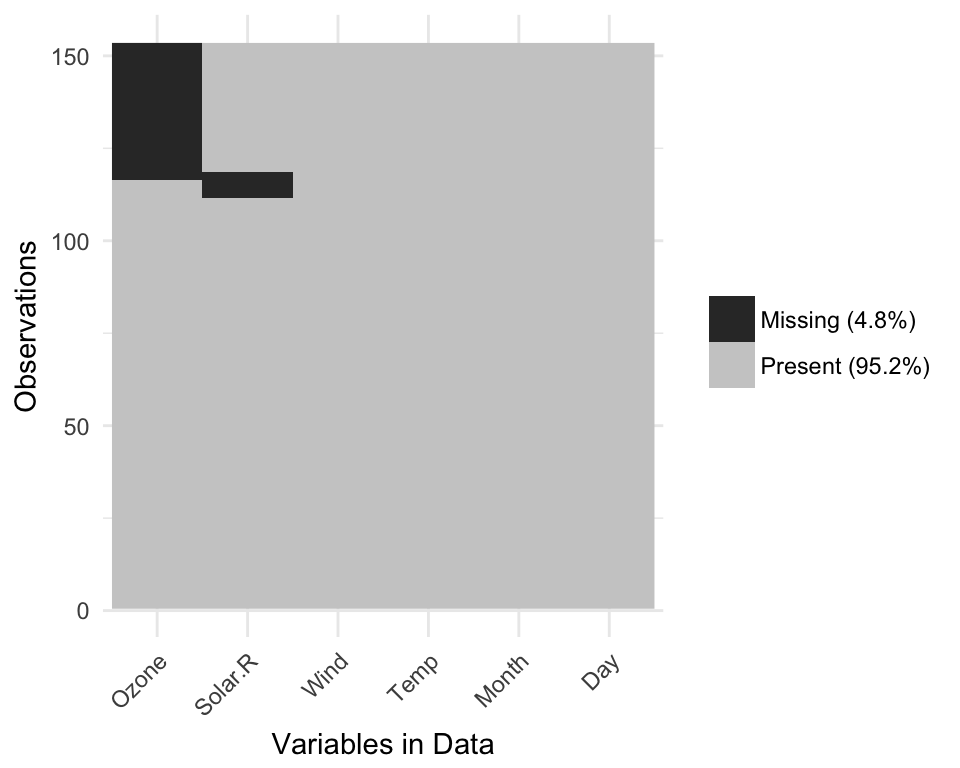 150
100
50
0
Observations
Ozone
Solar.R
Wind
Temp
Month
Day
Variables in Data
Missing (4.8%)
Present (95.2%)